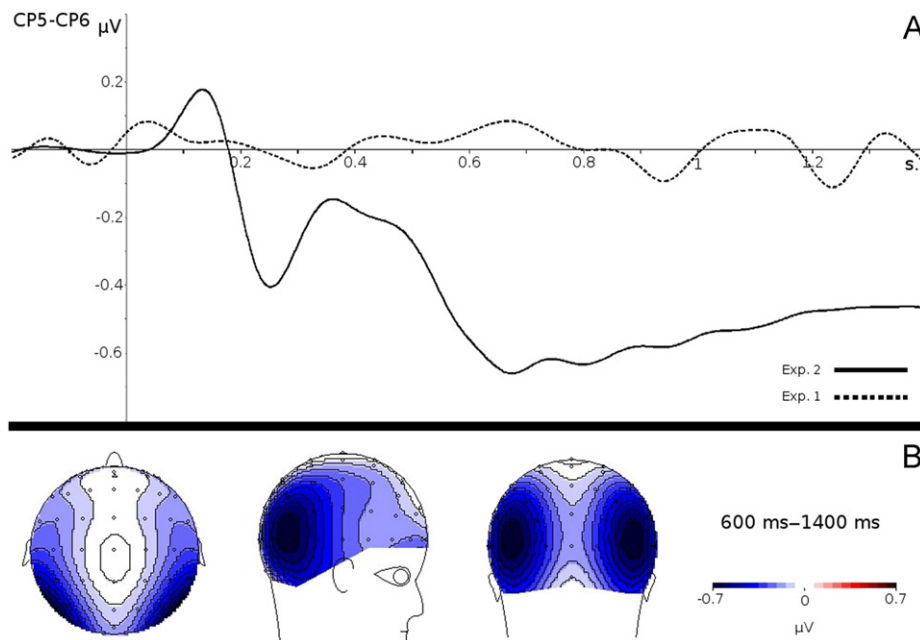 CP5-CP6 µV A
0.2
0.2 0.4 0.6 0.8 1 1.2 s.
-0.2
-0.4
-0.6
Exp. 2
Exp. 1
B
600 ms–1400 ms
-0.7 0 0.7
µV